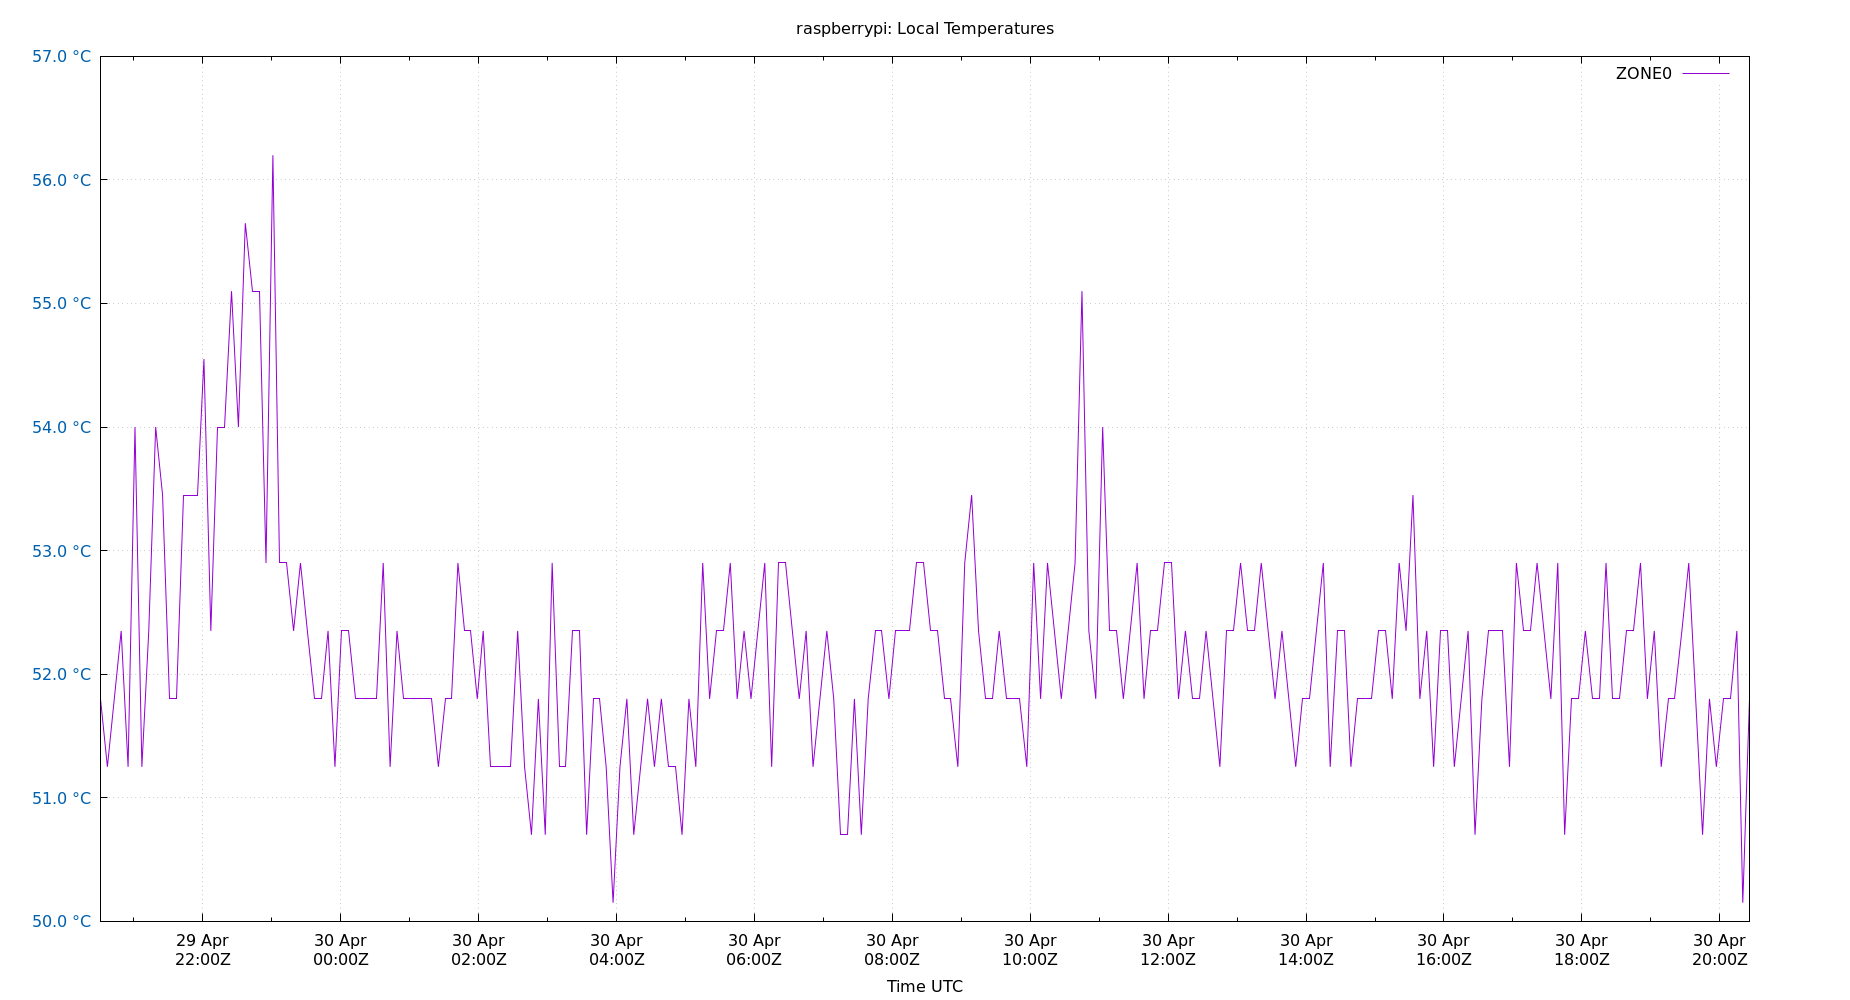 raspberrypi: Local Temperatures
57.0 °C
ZONE0
56.0 °C
55.0 °C
54.0 °C
53.0 °C
52.0 °C
51.0 °C
50.0 °C
29 Apr 30 Apr 30 Apr 30 Apr 30 Apr 30 Apr 30 Apr 30 Apr 30 Apr 30 Apr 30 Apr 30 Apr
22:00Z 00:00Z 02:00Z 04:00Z 06:00Z 08:00Z 10:00Z 12:00Z 14:00Z 16:00Z 18:00Z 20:00Z
Time UTC